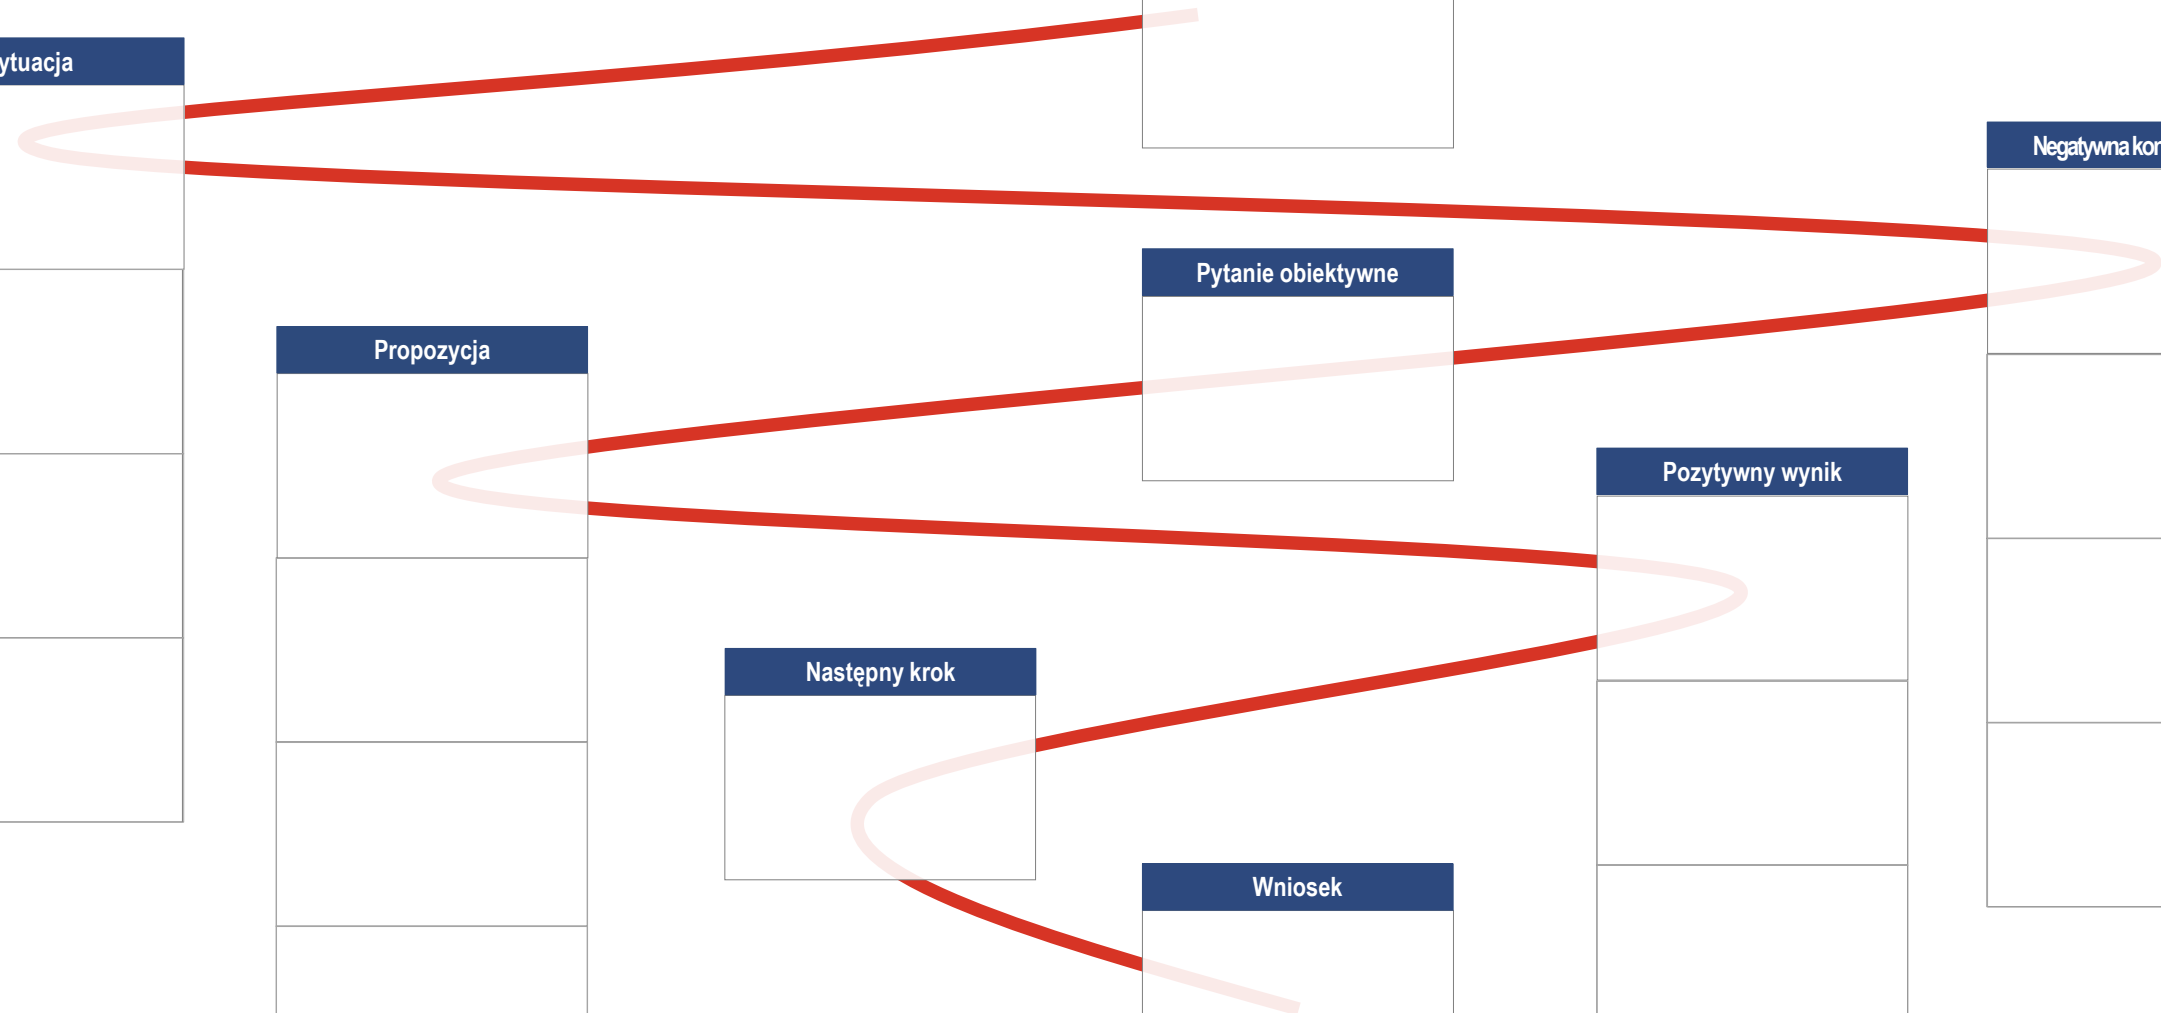 ytuacja
Negatywna kor
Pytanie obiektywne
Propozycja
Pozytywny wynik
Następny krok
Wniosek